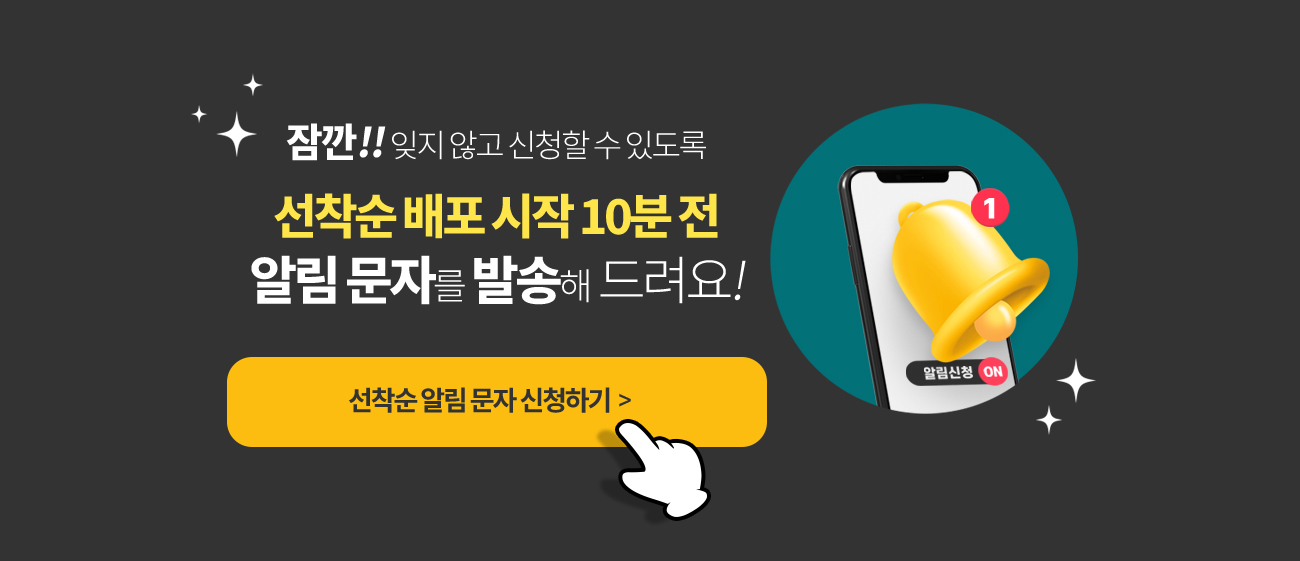 잠깐!! 잊지 않고 신청할 수 있도록
선착순 배포 시작 10분 전
알림 문자를 발송해 드려요!
선착순 알림 문자 신청하기 >
1
알림신청 ON